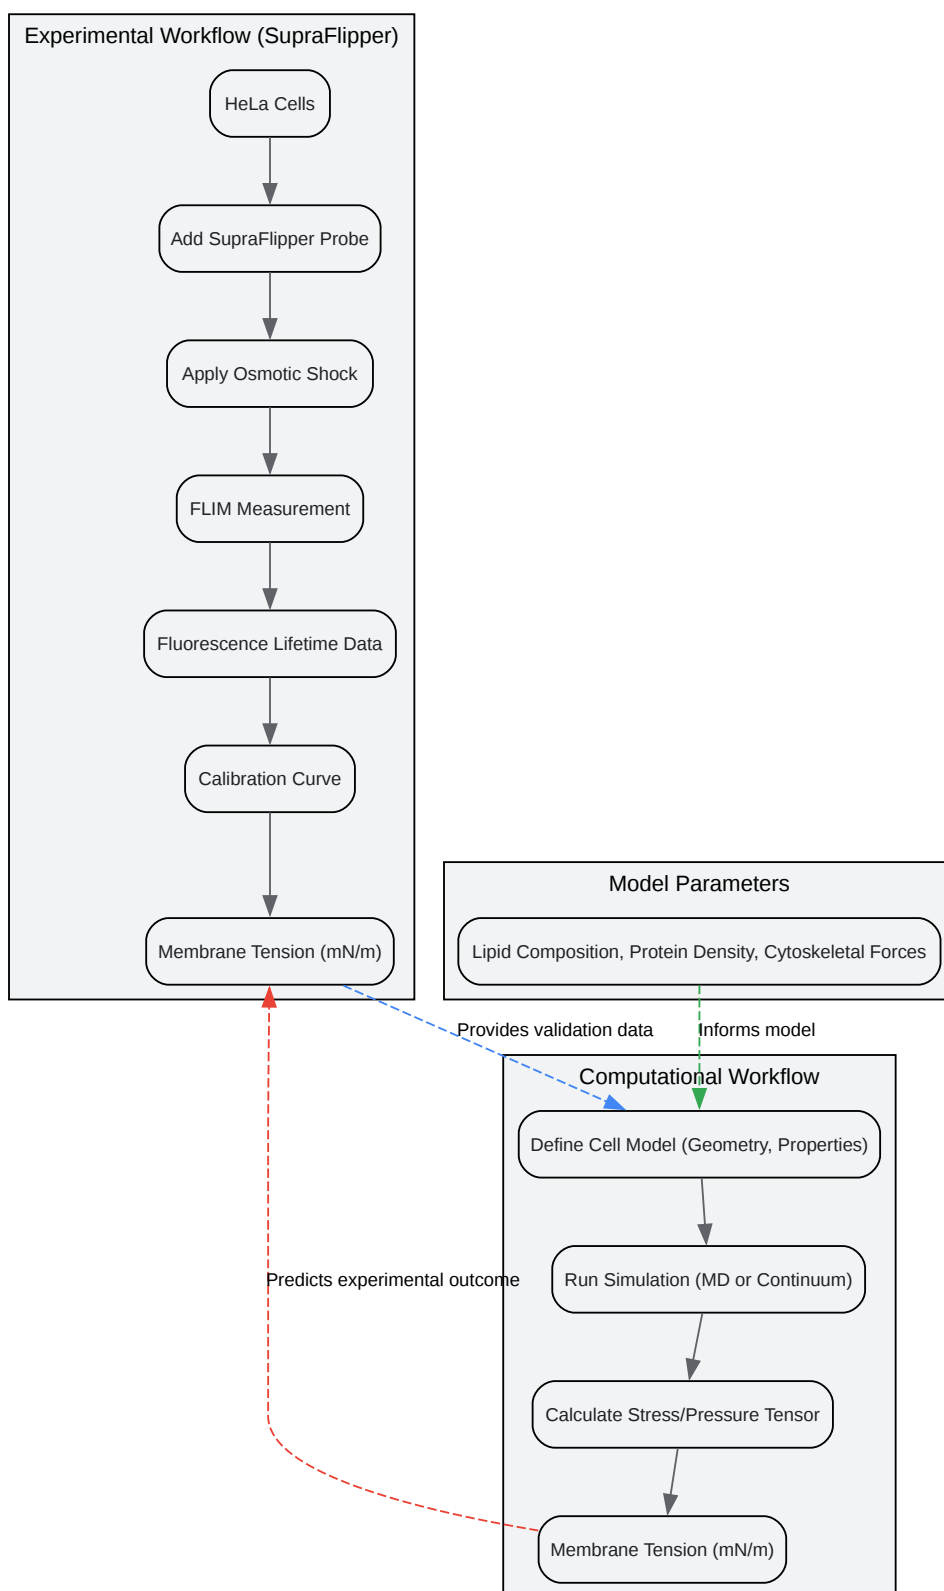 Experimental Workflow (SupraFlipper)
HeLa Cells
Add SupraFlipper Probe
Apply Osmotic Shock
FLIM Measurement
Fluorescence Lifetime Data
Calibration Curve
Membrane Tension (mN/m)
Model Parameters
Lipid Composition, Protein Density, Cytoskeletal Forces
Provides validation data
Informs model
Computational Workflow
Define Cell Model (Geometry, Properties)
Run Simulation (MD or Continuum)
Predicts experimental outcome
Calculate Stress/Pressure Tensor
Membrane Tension (mN/m)